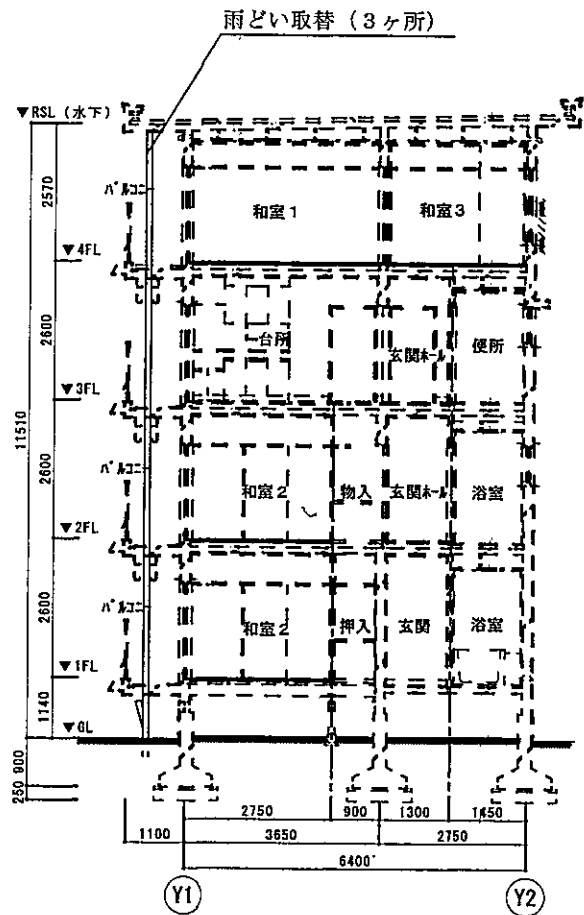 雨どい取替（3ヶ所）
▼RSL（水下）
2570
バルコニ
和室1
和室3
▼4FL
2600
台所
玄関ホール
便所
▼3FL
11510
2600
バルコニ
和室2
物入
玄関ホール
浴室
▼2FL
2600
バルコニ
和室2
押入
玄関
浴室
▼1FL
1140
▼GL
250 900
2750
900
1300
1450
1100
3650
2750
6400
Y1
Y2